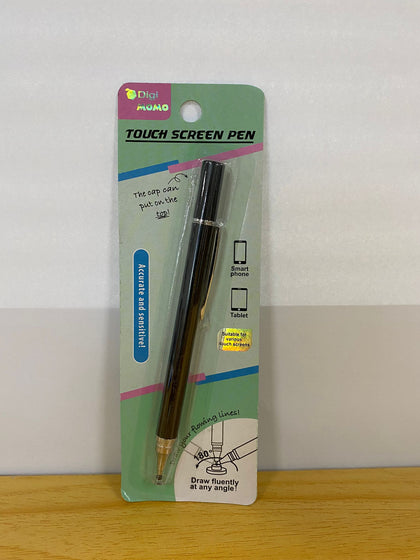 Digi
MOMO
TOUCH SCREEN PEN
The cap can
put on the
top!
Accurate and sensitive!
Smart
phone
Tablet
Suitable for
various
touch screens
your flowing lines!
180°
Draw fluently
at any angle!